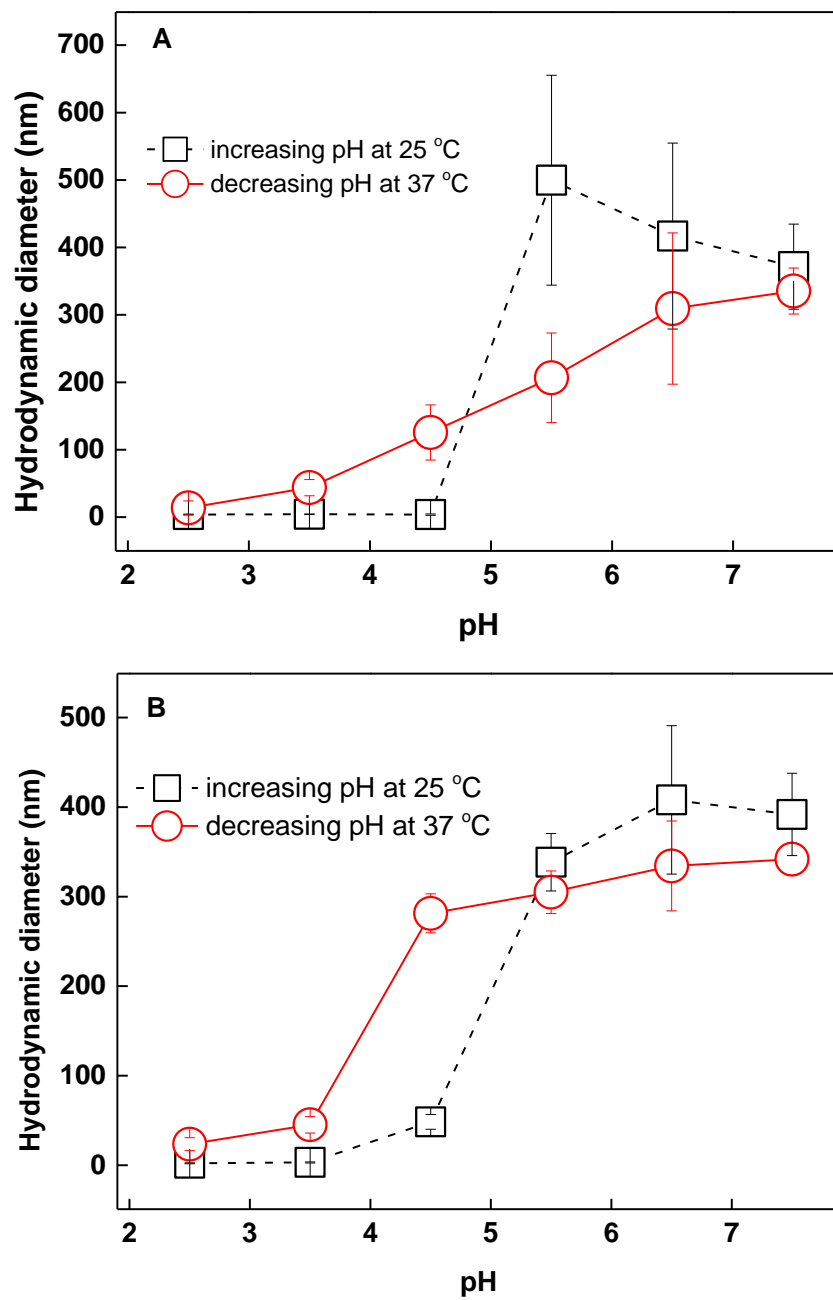 A
700
600
500
400
300
200
100
0
Hydrodynamic diameter (nm)
increasing pH at 25 °C
decreasing pH at 37 °C
2 3 4 5 6 7
pH
B
500
400
300
200
100
0
Hydrodynamic diameter (nm)
increasing pH at 25 °C
decreasing pH at 37 °C
2 3 4 5 6 7
pH